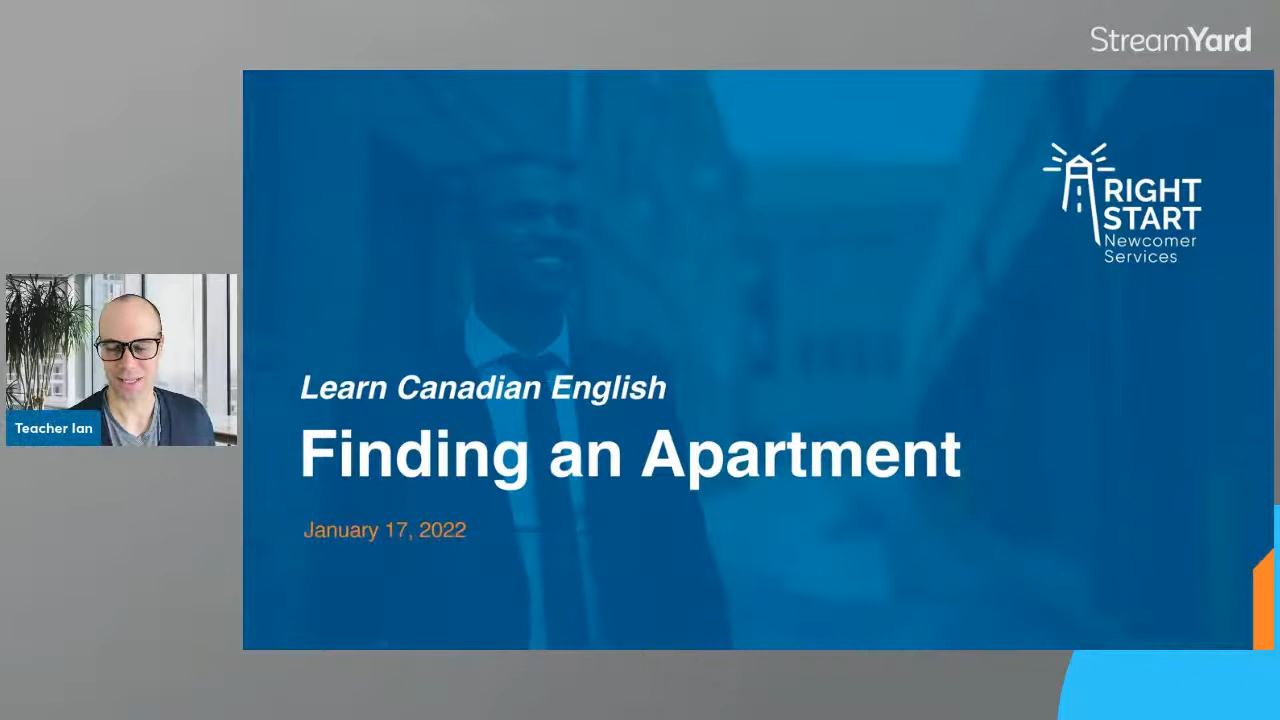 StreamYard
RIGHT
START
Newcomer
Services
Learn Canadian English
Finding an Apartment
January 17, 2022
Teacher Ian